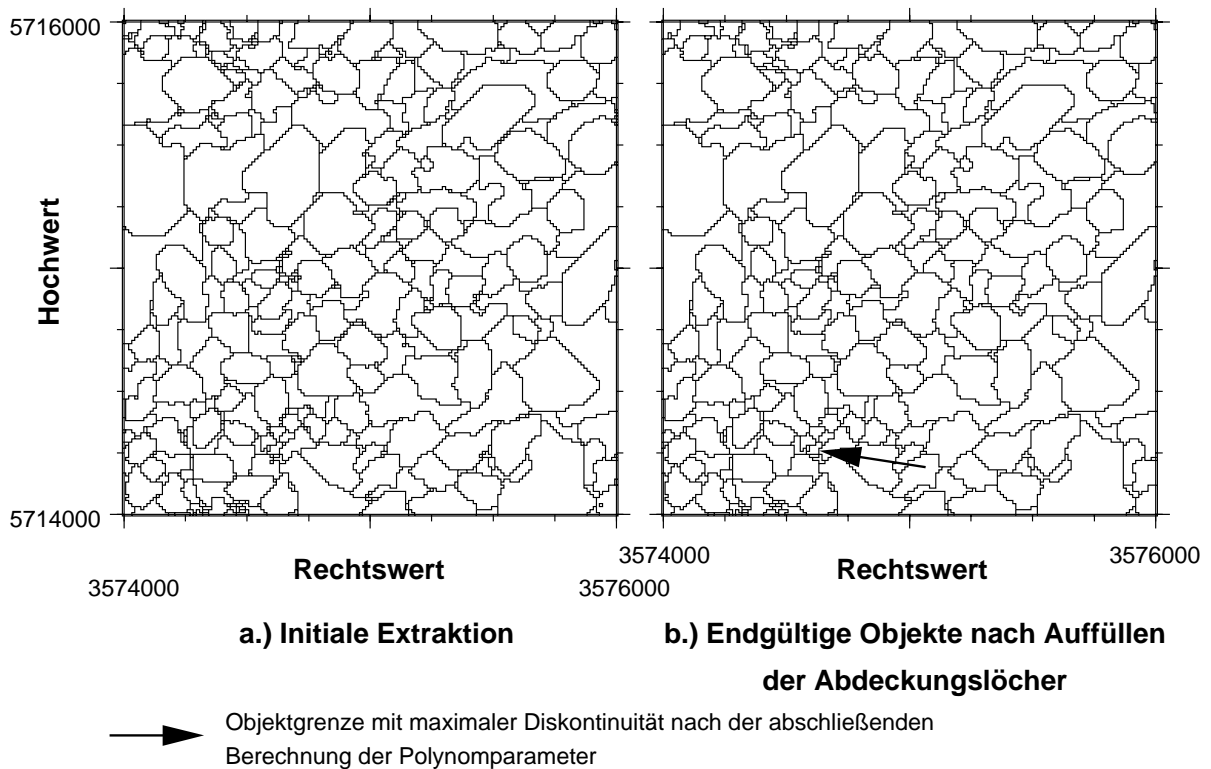 5716000
Hochwert
5714000
3574000
Rechtswert
3576000
3574000
Rechtswert
3576000
a.) Initiale Extraktion
b.) Endgültige Objekte nach Auffüllen
der Abdeckungslöcher
Objektgrenze mit maximaler Diskontinuität nach der abschließenden
Berechnung der Polynomparameter